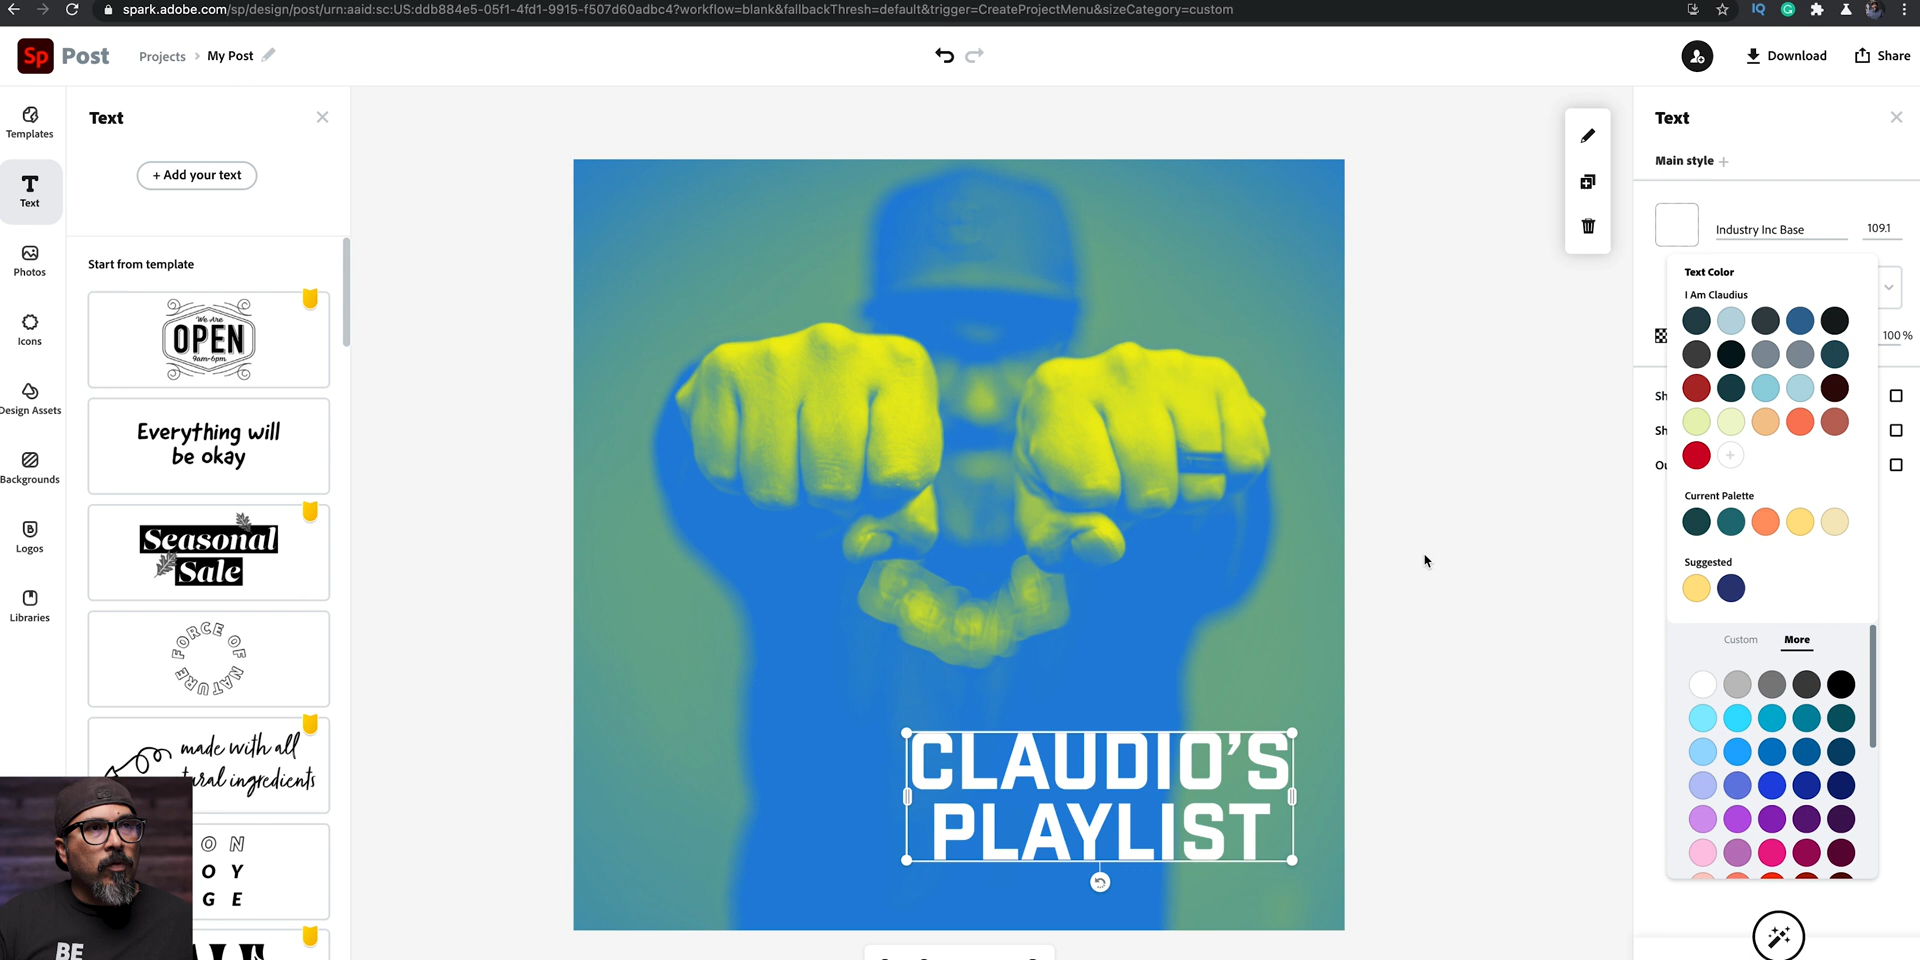 spark.adobe.com/sp/design/post/urn:aaid:sc:US:ddb884e5-05f1-4fd1-9915-f507d60adbc4?workflow=blank&fallbackThresh=default&trigger=CreateProjectMenu&sizeCategory=custom
IQ
G
Sp Post
Projects > My Post
Download
Share
Templates
Text
Photos
Icons
Design Assets
Backgrounds
Logos
Libraries
Text
+ Add your text
Start from template
We Are
OPEN
9am-6pm
Everything will
be okay
Seasonal
Sale
FORCE OF NATURE
made with all
ingredients
O N
O Y
G E
BE
CLAUDIO'S
PLAYLIST
Text
Main style +
Industry Inc Base
109.1
100 %
Sh
Sh
Ou
Text Color
I Am Claudius
Current Palette
Suggested
Custom
More